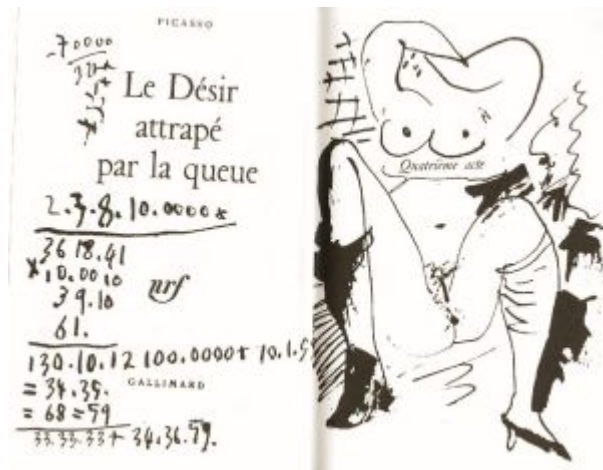 PICASSO
-70000
Le Désir
attrapé
par la queue
2.3.8.10.0000*
36 18.41
*10.0010
39.10
61.
nrf
130.10.12 100.0000+ 10.1.5
= 34.35.
GALLIMARD
= 68 = 59
33.33.33+ 34.36.59.
Quatrième acte